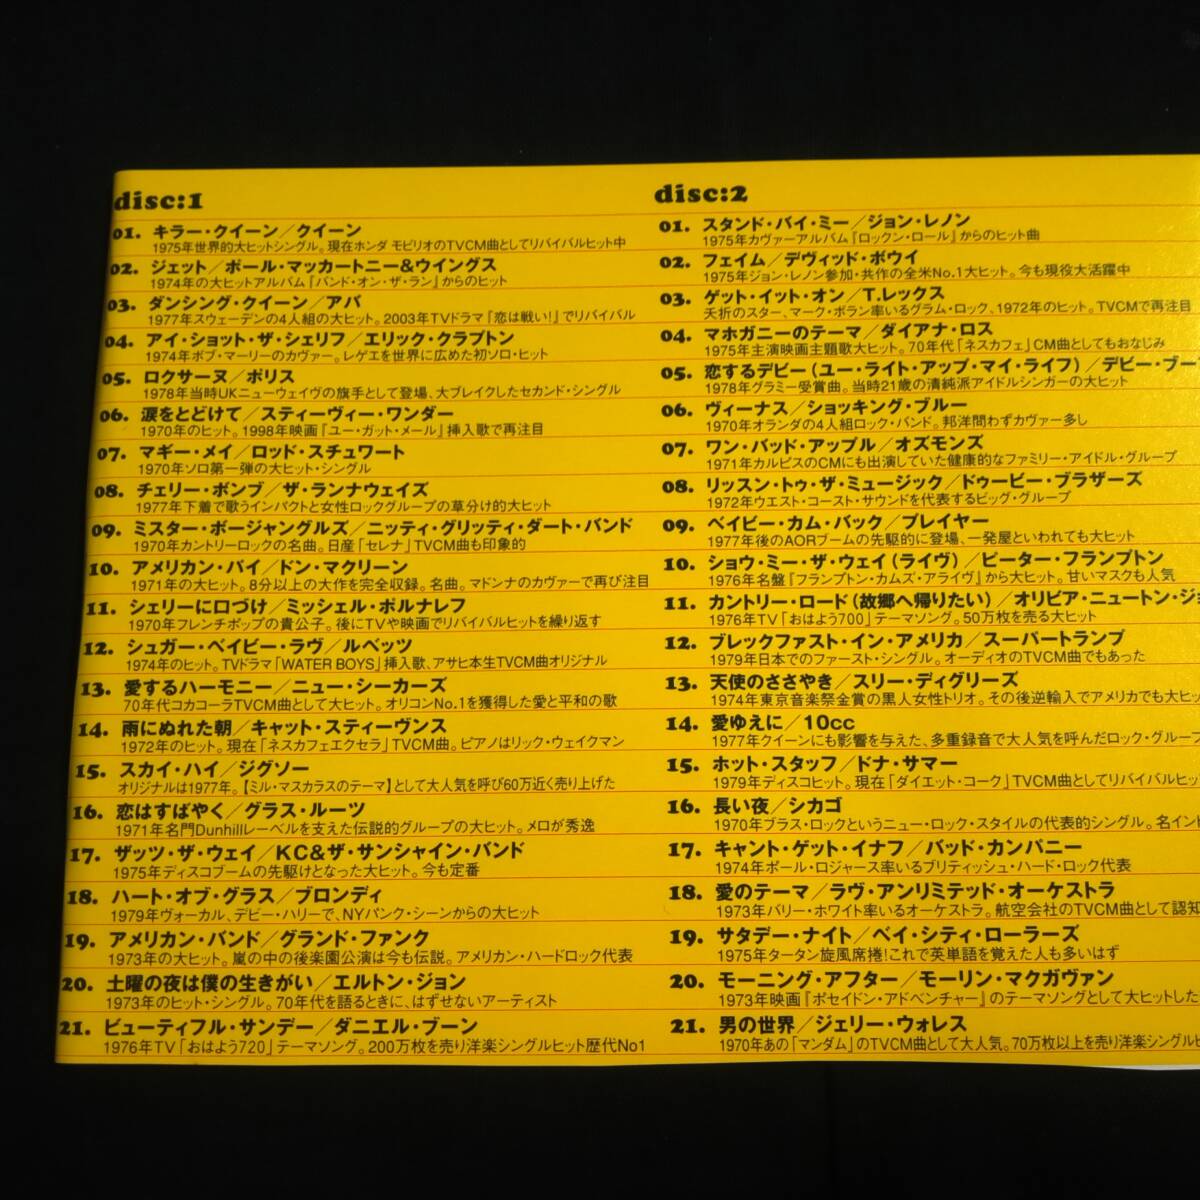 disc:1
01. キラー・クイーン／クイーン
1975年世界的大ヒットシングル。現在ホンダ モビリオのTVCM曲としてリバイバルヒット中
02. ジェット／ポール・マッカートニー&ウイングス
1974年の大ヒットアルバム『バンド・オン・ザ・ラン』からのヒット
03. ダンシング・クイーン／アバ
1977年スウェーデンの4人組の大ヒット。2003年TVドラマ『恋は戦い!』でリバイバル
04. アイ・ショット・ザ・シェリフ／エリック・クラプトン
1974年ボブ・マーリーのカヴァー。レゲエを世界に広めた初ソロ・ヒット
05. ロクサーヌ／ポリス
1978年当時UKニューウェイヴの旗手として登場、大ブレイクしたセカンド・シングル
06. 涙をとどけて／スティーヴィー・ワンダー
1970年のヒット。1998年映画『ユー・ガット・メール』挿入歌で再注目
07. マギー・メイ／ロッド・スチュワート
1970年ソロ第一弾の大ヒット・シングル
08. チェリー・ボンブ／ザ・ランナウェイズ
1977年下着で歌うインパクトと女性ロックグループの草分け的大ヒット
09. ミスター・ボージャングルズ／ニッティ・グリッティ・ダート・バンド
1970年カントリーロックの名曲。日産「セレナ」TVCM曲も印象的
10. アメリカン・パイ／ドン・マクリーン
1971年の大ヒット。8分以上の大作を完全収録。名曲。マドンナのカヴァーで再び注目
11. シェリーに口づけ／ミッシェル・ポルナレフ
1970年フレンチポップの貴公子。後にTVや映画でリバイバルヒットを繰り返す
12. シュガー・ベイビー・ラヴ／ルベッツ
1974年のヒット。TVドラマ「WATER BOYS」挿入歌、アサヒ本生TVCM曲オリジナル
13. 愛するハーモニー／ニュー・シーカーズ
70年代コカコーラTVCM曲として大ヒット。オリコンNo.1を獲得した愛と平和の歌
14. 雨にぬれた朝／キャット・スティーヴンス
1972年のヒット。現在「ネスカフェエクセラ」TVCM曲。ピアノはリック・ウェイクマン
15. スカイ・ハイ／ジグソー
オリジナルは1977年。【ミル・マスカラスのテーマ】として大人気を呼び60万近く売り上げた
16. 恋はすばやく／グラス・ルーツ
1971年名門Dunhillレーベルを支えた伝説的グループの大ヒット。メロが秀逸
17. ザッツ・ザ・ウェイ／KC&ザ・サンシャイン・バンド
1975年ディスコブームの先駆けとなった大ヒット。今も定番
18. ハート・オブ・グラス／ブロンディ
1979年ヴォーカル、デビー・ハリーで、NYパンク・シーンからの大ヒット
19. アメリカン・バンド／グランド・ファンク
1973年の大ヒット。嵐の中の後楽園公演は今も伝説。アメリカン・ハードロック代表
20. 土曜の夜は僕の生きがい／エルトン・ジョン
1973年のヒット・シングル。70年代を語るときに、はずせないアーティスト
21. ビューティフル・サンデー／ダニエル・ブーン
1976年TV「おはよう720」テーマソング。200万枚を売り洋楽シングルヒット歴代No1
disc:2
01. スタンド・バイ・ミー／ジョン・レノン
1975年カヴァーアルバム『ロックン・ロール』からのヒット曲
02. フェイム／デヴィッド・ボウイ
1975年ジョン・レノン参加・共作の全米No.1大ヒット。今も現役大活躍中
03. ゲット・イット・オン／T.レックス
夭折のスター、マーク・ボラン率いるグラム・ロック、1972年のヒット。TVCMで再注目
04. マホガニーのテーマ／ダイアナ・ロス
1975年主演映画主題歌大ヒット。70年代「ネスカフェ」CM曲としてもおなじみ
05. 恋するデビー(ユー・ライト・アップ・マイ・ライフ)／デビー・ブー
1978年グラミー受賞曲。当時21歳の清純派アイドルシンガーの大ヒット
06. ヴィーナス／ショッキング・ブルー
1970年オランダの4人組ロック・バンド。邦洋問わずカヴァー多し
07. ワン・バッド・アップル／オズモンズ
1971年カルピスのCMにも出演していた健康的なファミリー・アイドル・グループ
08. リッスン・トゥ・ザ・ミュージック／ドゥービー・ブラザーズ
1972年ウエスト・コースト・サウンドを代表するビッグ・グループ
09. ベイビー・カム・バック／プレイヤー
1977年後のAORブームの先駆的に登場、一発屋といわれても大ヒット
10. ショウ・ミー・ザ・ウェイ(ライヴ)／ピーター・フランプトン
1976年名盤『フランプトン・カムズ・アライヴ』から大ヒット。甘いマスクも人気
11. カントリー・ロード(故郷へ帰りたい)／オリビア・ニュートン・ジョ
1976年TV「おはよう700」テーマソング。50万枚を売る大ヒット
12. ブレックファスト・イン・アメリカ／スーパートランプ
1979年日本でのファースト・シングル。オーディオのTVCM曲でもあった
13. 天使のささやき／スリー・ディグリーズ
1974年東京音楽祭金賞の黒人女性トリオ。その後逆輸入でアメリカでも大ヒッ
14. 愛ゆえに／10cc
1977年クイーンにも影響を与えた、多重録音で大人気を呼んだロック・グループ
15. ホット・スタッフ／ドナ・サマー
1979年ディスコヒット。現在「ダイエット・コーク」TVCM曲としてリバイバルヒッ
16. 長い夜／シカゴ
1970年ブラス・ロックというニュー・ロック・スタイルの代表的シングル。名イント
17. キャント・ゲット・イナフ／バッド・カンパニー
1974年ポール・ロジャース率いるブリティッシュ・ハード・ロック代表
18. 愛のテーマ／ラヴ・アンリミテッド・オーケストラ
1973年バリー・ホワイト率いるオーケストラ。航空会社のTVCM曲として認知
19. サタデー・ナイト／ベイ・シティ・ローラーズ
1975年タータン旋風席捲!これで英単語を覚えた人も多いはず
20. モーニング・アフター／モーリン・マクガヴァン
1973年映画『ポセイドン・アドベンチャー』のテーマソングとして大ヒットした
21. 男の世界／ジェリー・ウォレス
1970年あの「マンダム」のTVCM曲として大人気。70万枚以上を売り洋楽シングルヒ